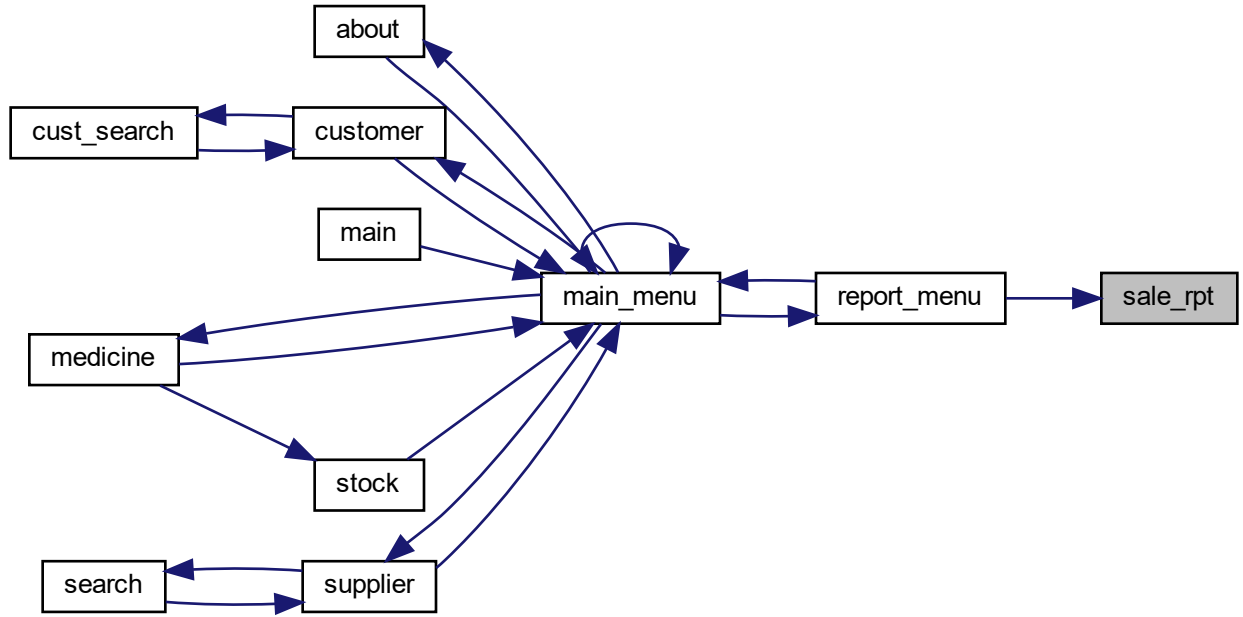 about
cust_search
customer
main
main_menu
report_menu
sale_rpt
medicine
stock
search
supplier